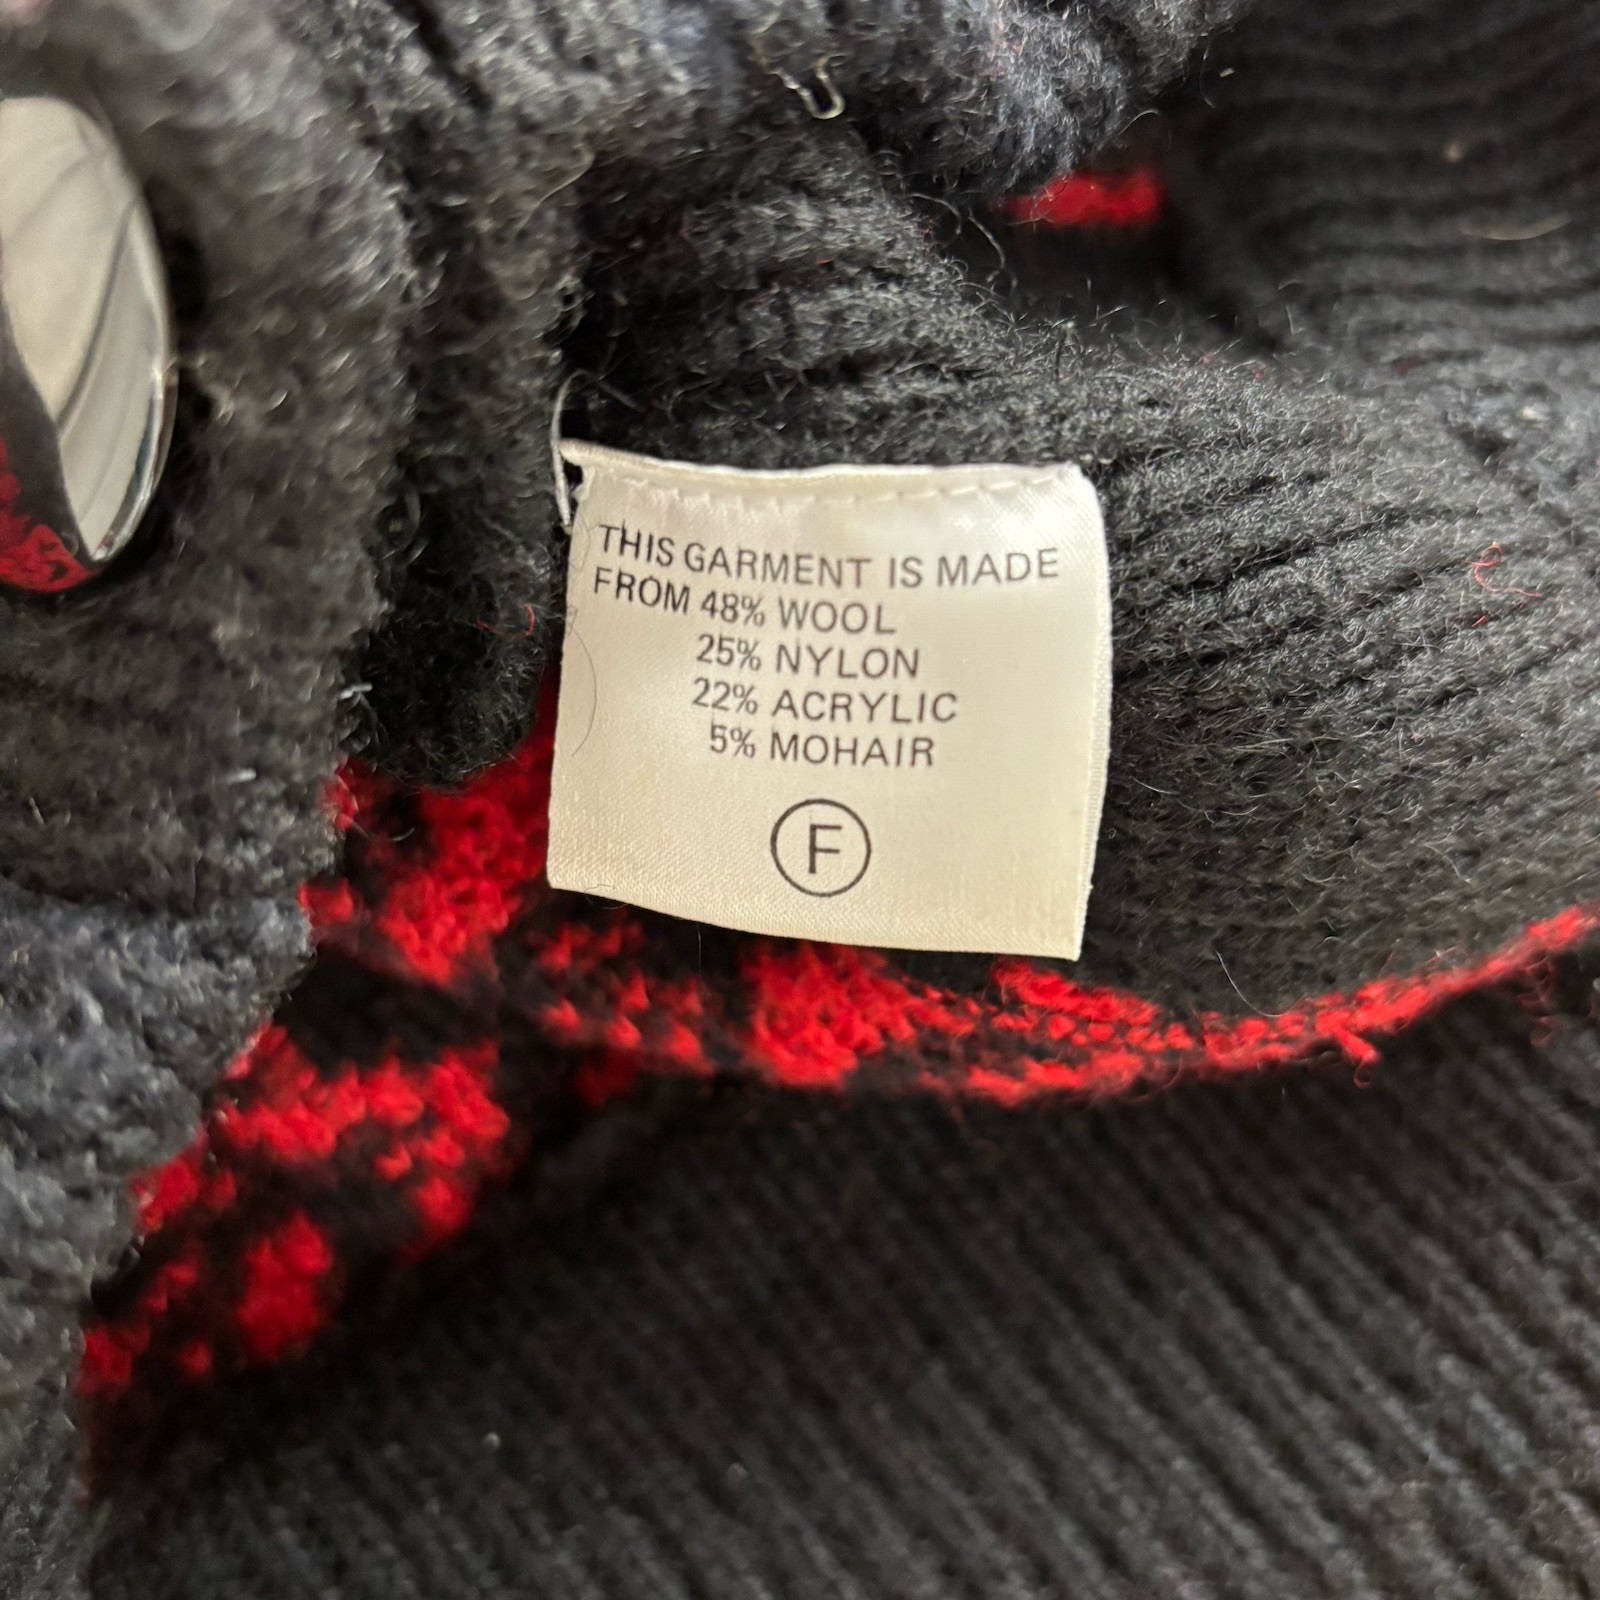 THIS GARMENT IS MADE
FROM 48% WOOL
25% NYLON
22% ACRYLIC
5% MOHAIR
F